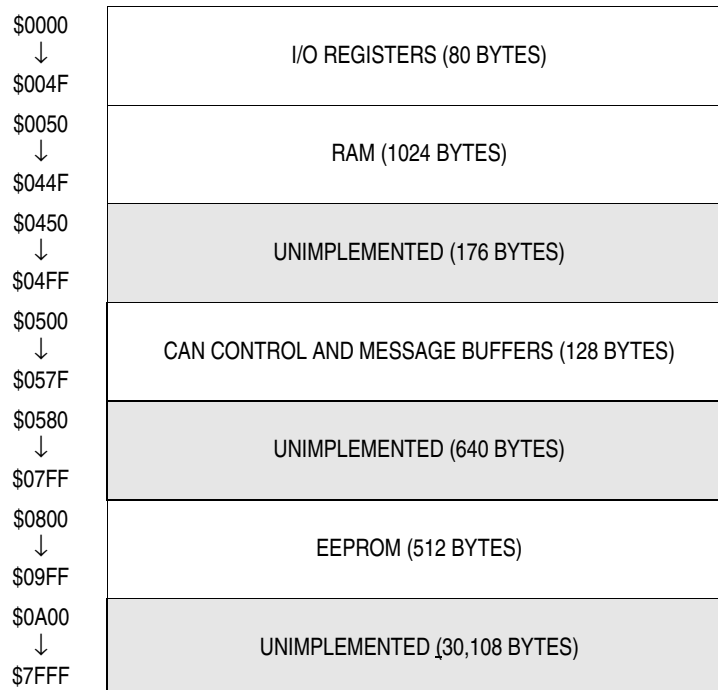 $0000
↓
$004F
I/O REGISTERS (80 BYTES)
$0050
↓
$044F
RAM (1024 BYTES)
$0450
↓
$04FF
UNIMPLEMENTED (176 BYTES)
$0500
↓
$057F
CAN CONTROL AND MESSAGE BUFFERS (128 BYTES)
$0580
↓
$07FF
UNIMPLEMENTED (640 BYTES)
$0800
↓
$09FF
EEPROM (512 BYTES)
$0A00
↓
$7FFF
UNIMPLEMENTED (30,108 BYTES)